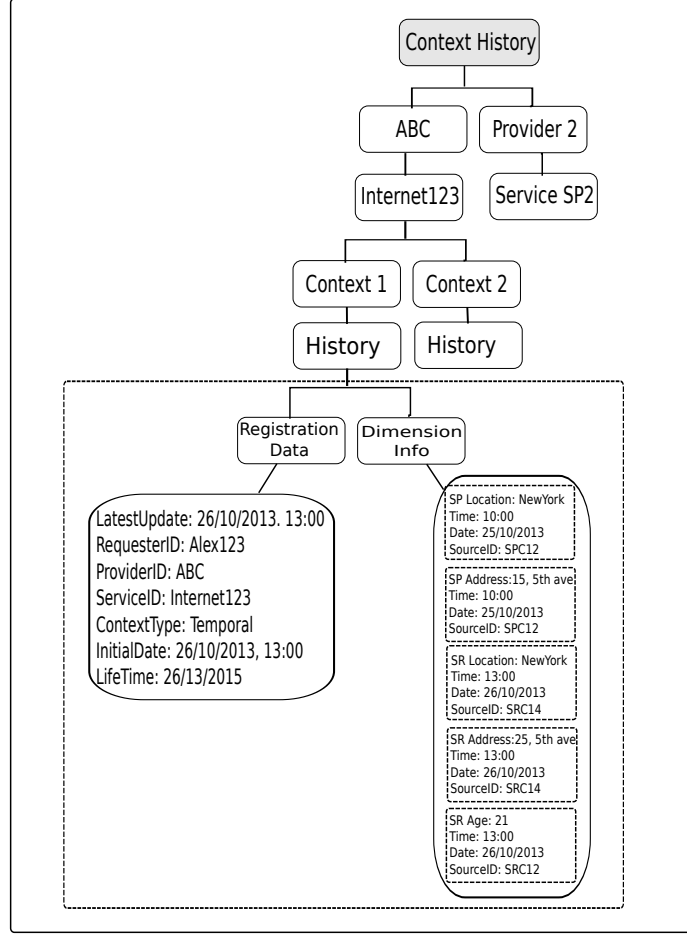 Context History
ABC
Provider 2
Internet123
Service SP2
Context 1
Context 2
History
History
Registration
Data
Dimension
Info
LatestUpdate: 26/10/2013. 13:00
RequesterID: Alex123
ProviderID: ABC
ServiceID: Internet123
ContextType: Temporal
InitialDate: 26/10/2013, 13:00
LifeTime: 26/13/2015
SP Location: NewYork
Time: 10:00
Date: 25/10/2013
SourceID: SPC12
SP Address:15, 5th ave
Time: 10:00
Date: 25/10/2013
SourceID: SPC12
SR Location: NewYork
Time: 13:00
Date: 26/10/2013
SourceID: SRC14
SR Address:25, 5th ave
Time: 13:00
Date: 26/10/2013
SourceID: SRC14
SR Age: 21
Time: 13:00
Date: 26/10/2013
SourceID: SRC12